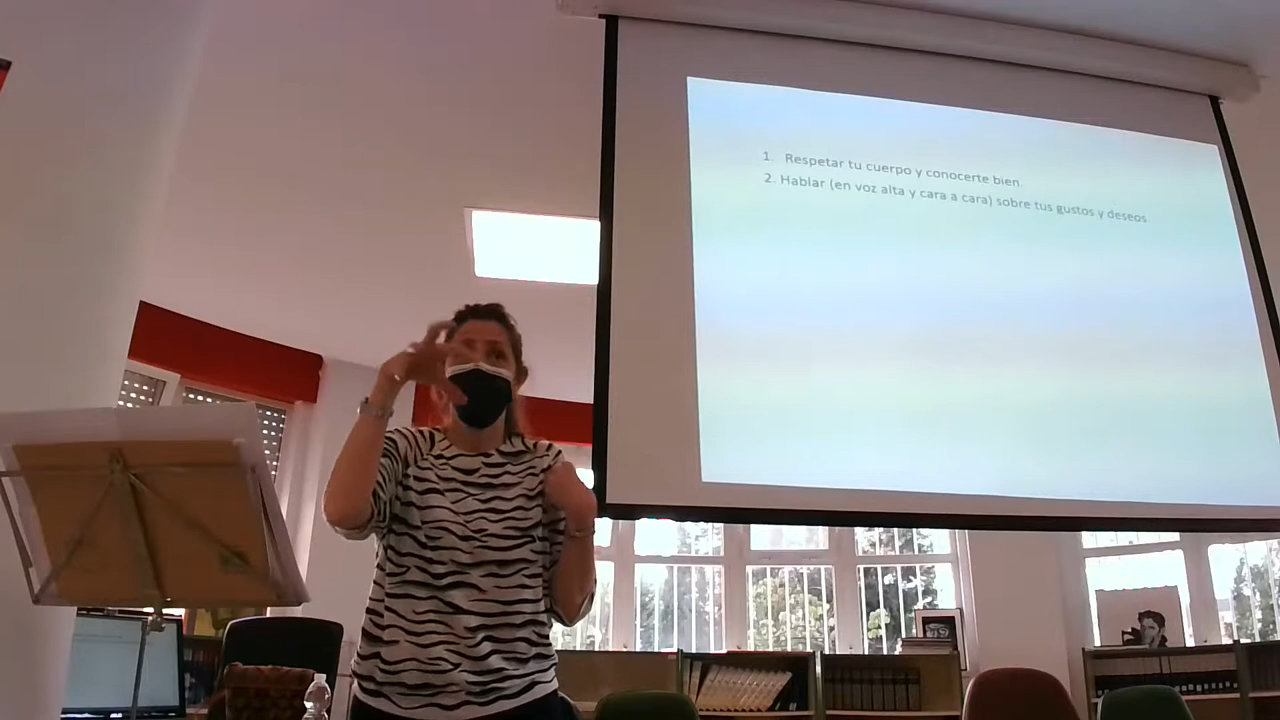 1. Respetar tu cuerpo y conocerte bien.
2. Hablar (en voz alta y cara a cara) sobre tus gustos y deseos